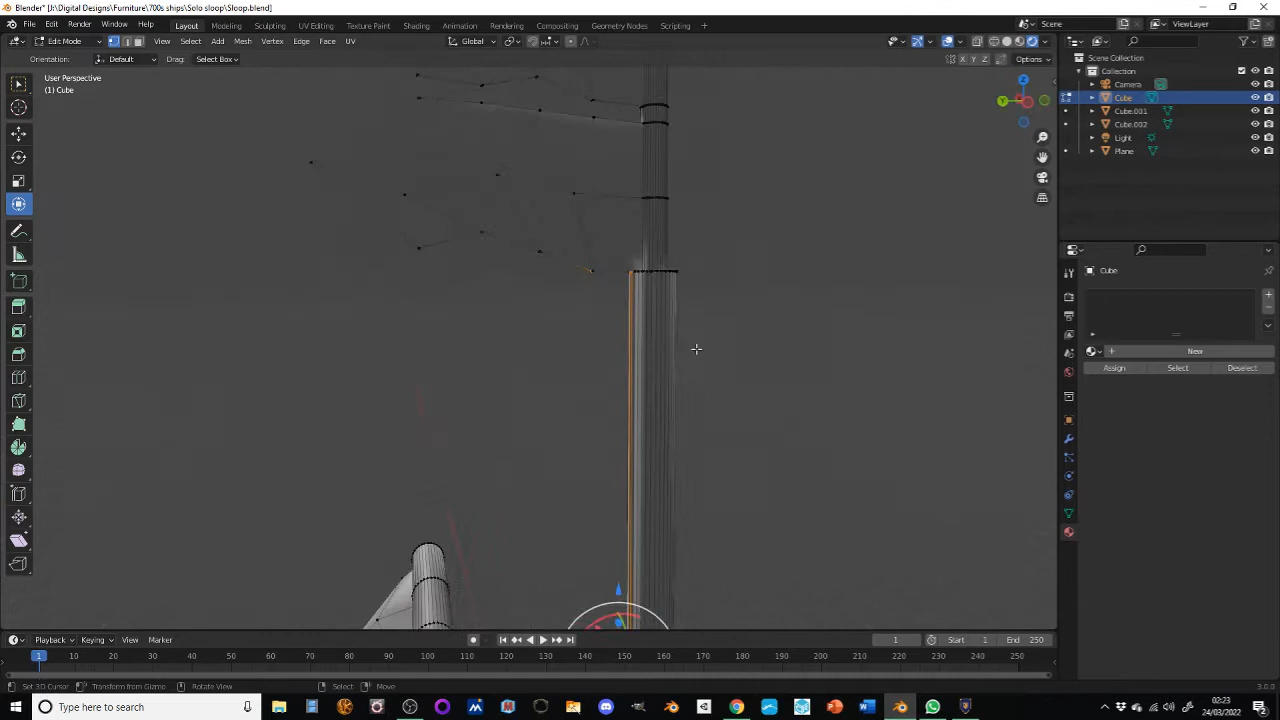 Blender* [J:\Digital Designs\Furniture\700s ships\Solo sloop\Sloop.blend]
File Edit Render Window Help Layout Modeling Sculpting UV Editing Texture Paint Shading Animation Rendering Compositing Geometry Nodes Scripting + Scene ViewLayer
Edit Mode View Select Add Mesh Vertex Edge Face UV Global
Orientation: Default Drag: Select Box X Y Z Options
User Perspective
(1) Cube
Scene Collection
Collection
Camera
Cube
Cube.001
Cube.002
Light
Plane
Z
Y
Cube
New
Assign Select Deselect
Playback Keying View Marker 1 Start 1 End 250
1 10 20 30 40 50 60 70 80 90 100 110 120 130 140 150 160 170 180 190 200 210 220 230 240 250
Set 3D Cursor Transform from Gizmo Rotate View Select Move 3.0.0
Type here to search
02:23
24/03/2022